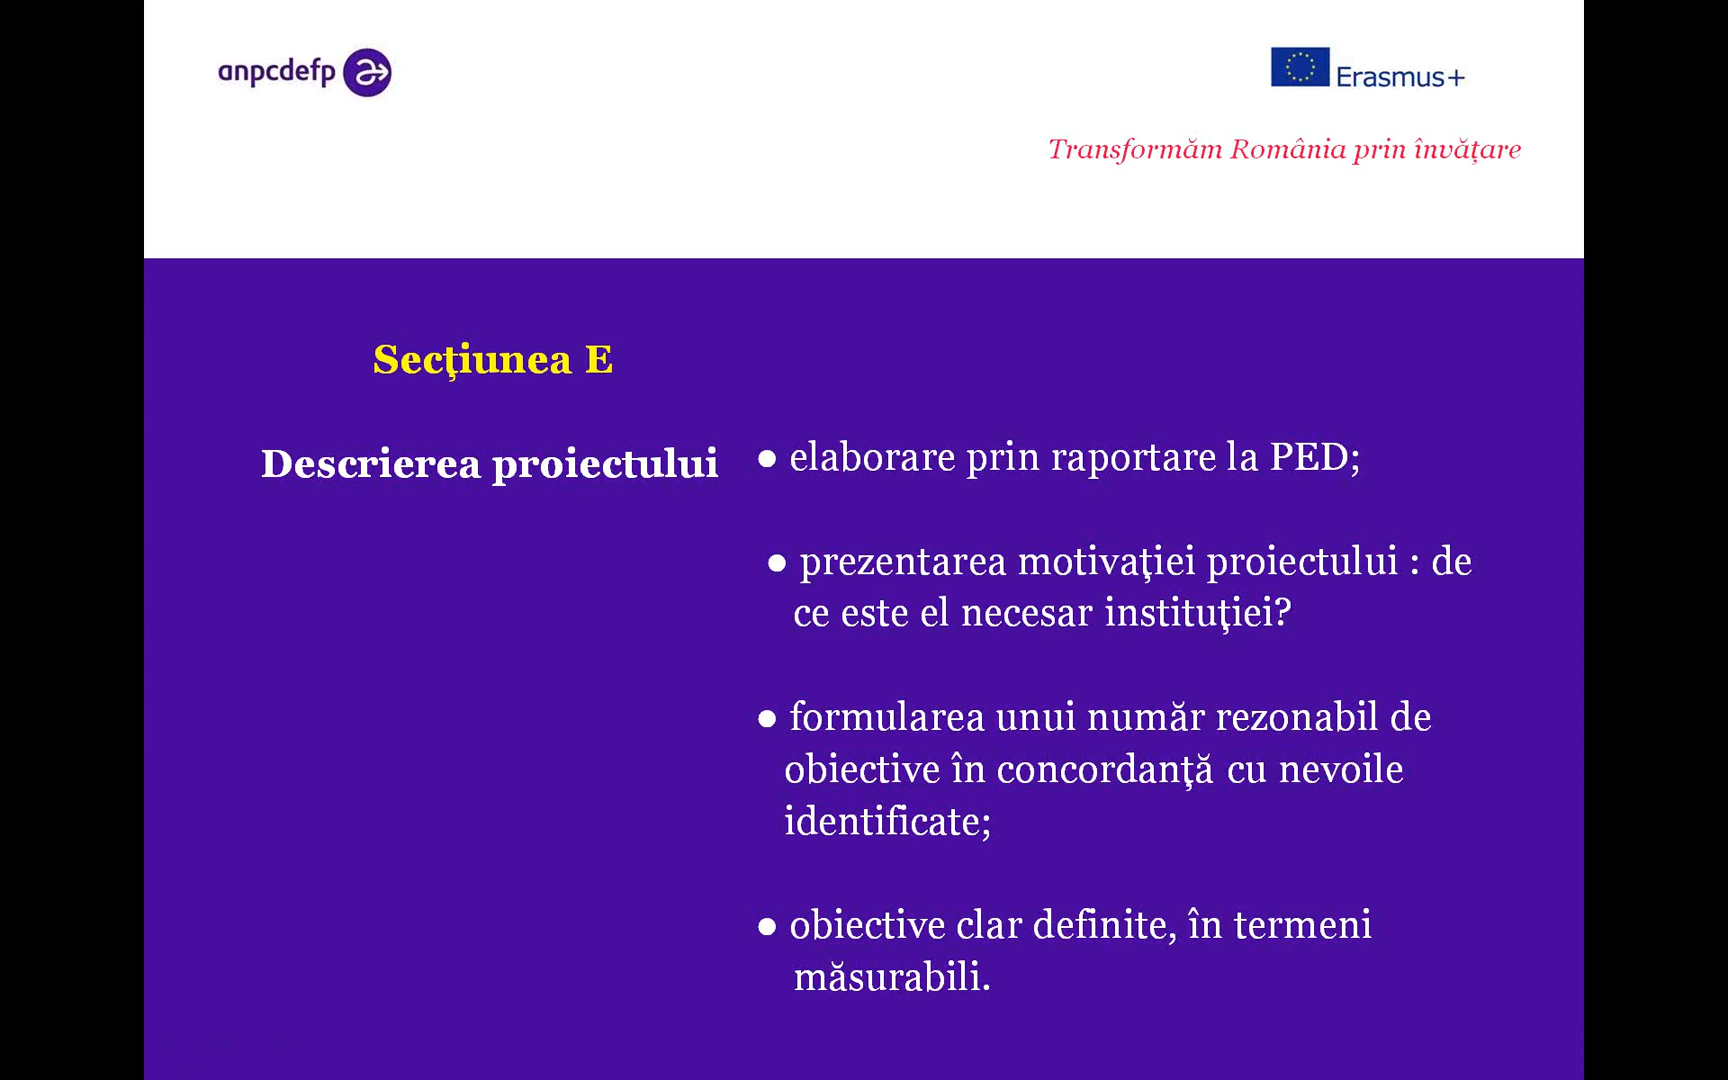 anpcdefp
Erasmus+
Transformăm România prin învățare
Secţiunea E
Descrierea proiectului
● elaborare prin raportare la PED;
● prezentarea motivaţiei proiectului : de
ce este el necesar instituţiei?
● formularea unui număr rezonabil de
obiective în concordanţă cu nevoile
identificate;
● obiective clar definite, în termeni
măsurabili.